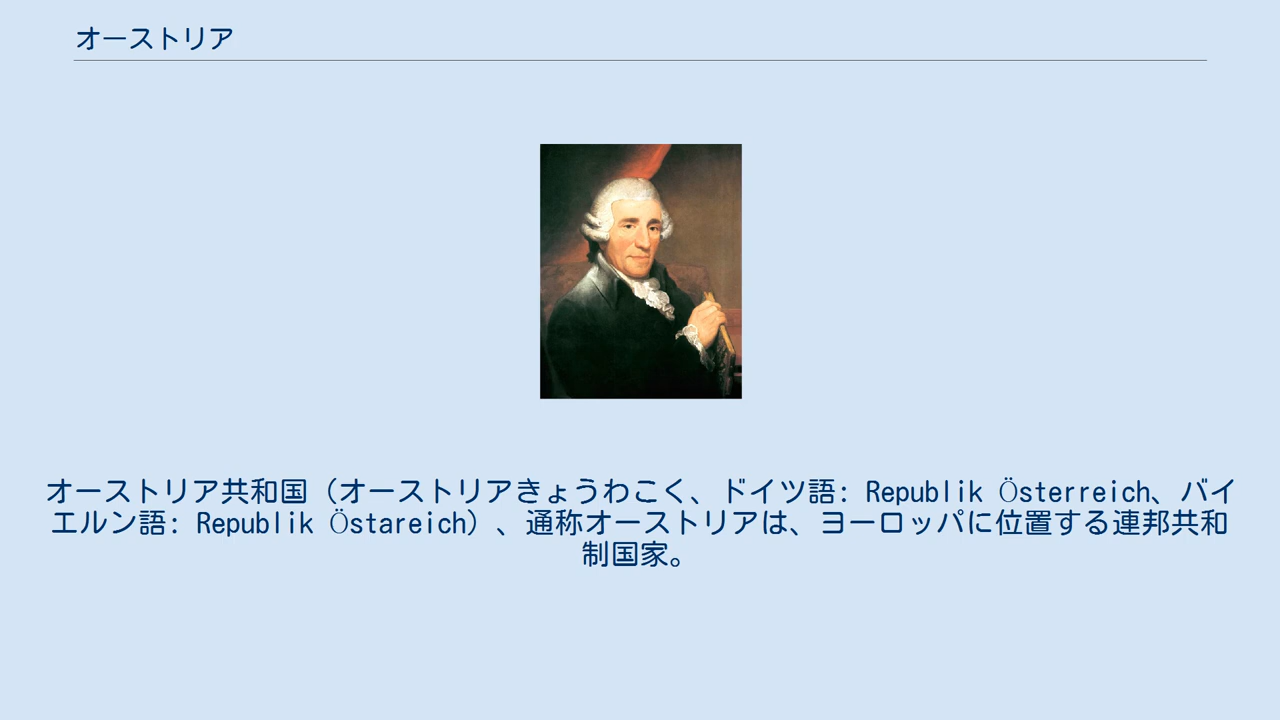 オーストリア
オーストリア共和国（オーストリアきょうわこく、ドイツ語: Republik Österreich、バイ
エルン語: Republik Östareich）、通称オーストリアは、ヨーロッパに位置する連邦共和
制国家。